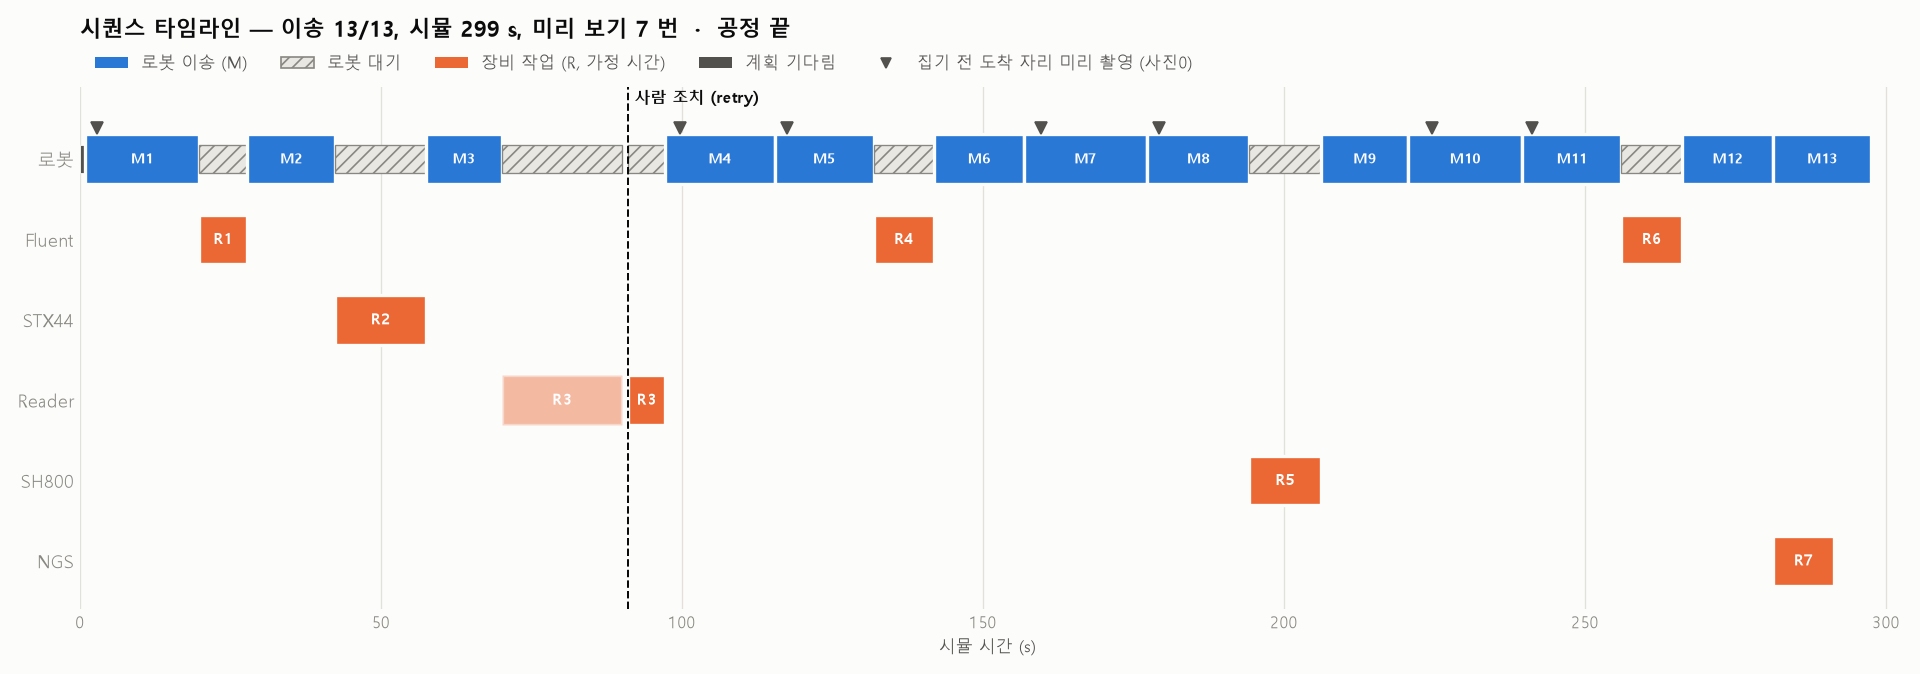 시퀀스 타임라인 — 이송 13/13, 시뮬 299 s, 미리 보기 7 번 · 공정 끝
로봇 이송 (M) 로봇 대기 장비 작업 (R, 가정 시간) 계획 기다림 집기 전 도착 자리 미리 촬영 (사진0)
사람 조치 (retry)
로봇 M1 M2 M3 M4 M5 M6 M7 M8 M9 M10 M11 M12 M13
Fluent R1 R4 R6
STX44 R2
Reader R3 R3
SH800 R5
NGS R7
0 50 100 150 200 250 300
시뮬 시간 (s)